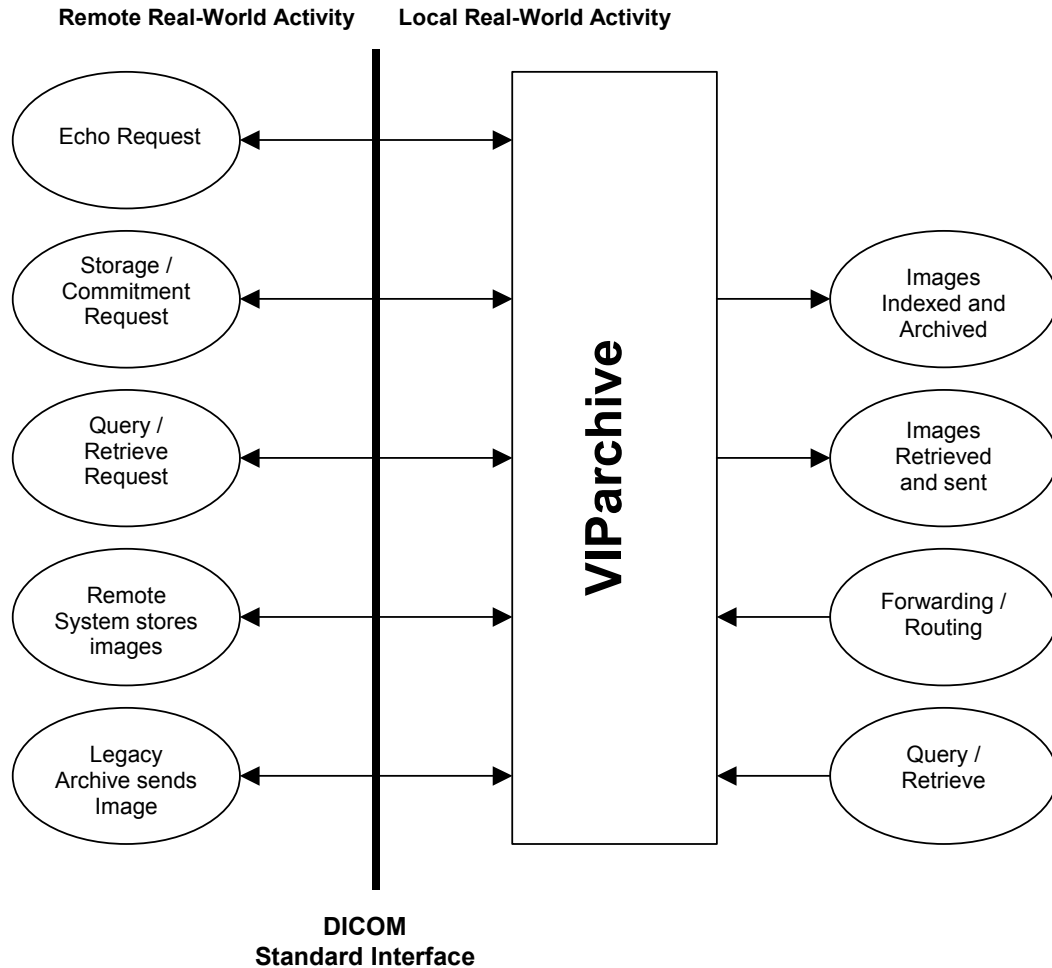 Remote Real-World Activity
Local Real-World Activity
Echo Request
Storage /
Commitment
Request
Query /
Retrieve
Request
Remote
System stores
images
Legacy
Archive sends
Image
VIParchive
Images
Indexed and
Archived
Images
Retrieved
and sent
Forwarding /
Routing
Query /
Retrieve
DICOM
Standard Interface